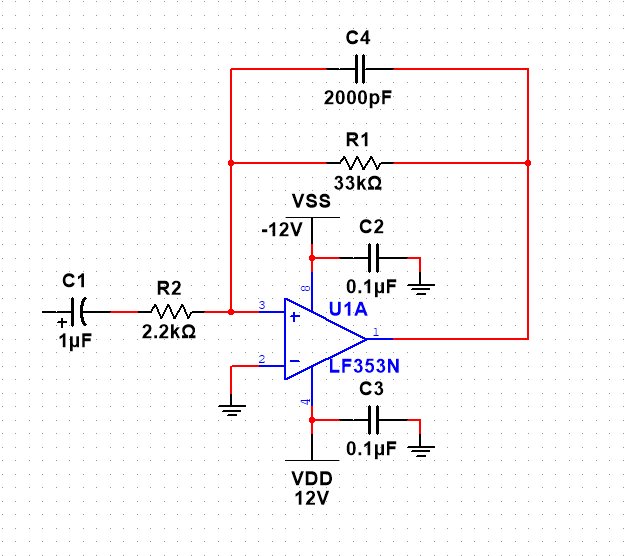 C4
2000pF
R1
33kΩ
VSS
-12V
C2
0.1µF
8
C1
+
1µF
R2
2.2kΩ
3
+
U1A
1
2
−
LF353N
4
C3
0.1µF
VDD
12V